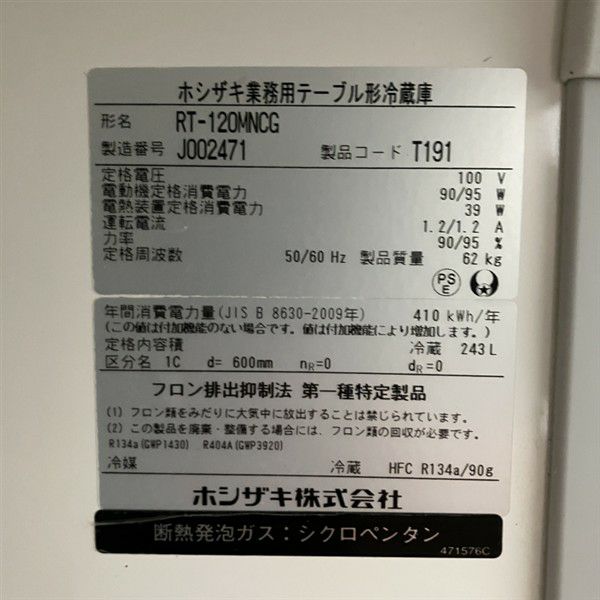 ホシザキ業務用テーブル形冷蔵庫
形名 RT-120MNCG
製造番号 J002471 製品コード T191
定格電圧 100 V
電動機定格消費電力 90/95 W
電熱装置定格消費電力 39 W
運転電流 1.2/1.2 A
力率 90/95 %
定格周波数 50/60 Hz 製品質量 62 kg
PS
E
年間消費電力量(JIS B 8630-2009年) 410 kWh/年
(この値は付加機能のない場合です。値は付加機能により増加します。)
定格内容積 冷蔵 243 L
区分名 1C d= 600mm nR=0 dR=0
フロン排出抑制法 第一種特定製品
(1) フロン類をみだりに大気中に放出することは禁じられています。
(2) この製品を廃棄・整備する場合には、フロン類の回収が必要です。
R134a(GWP1430) R404A(GWP3920)
冷媒 冷蔵 HFC R134a/90g
ホシザキ株式会社
断熱発泡ガス：シクロペンタン
471576C